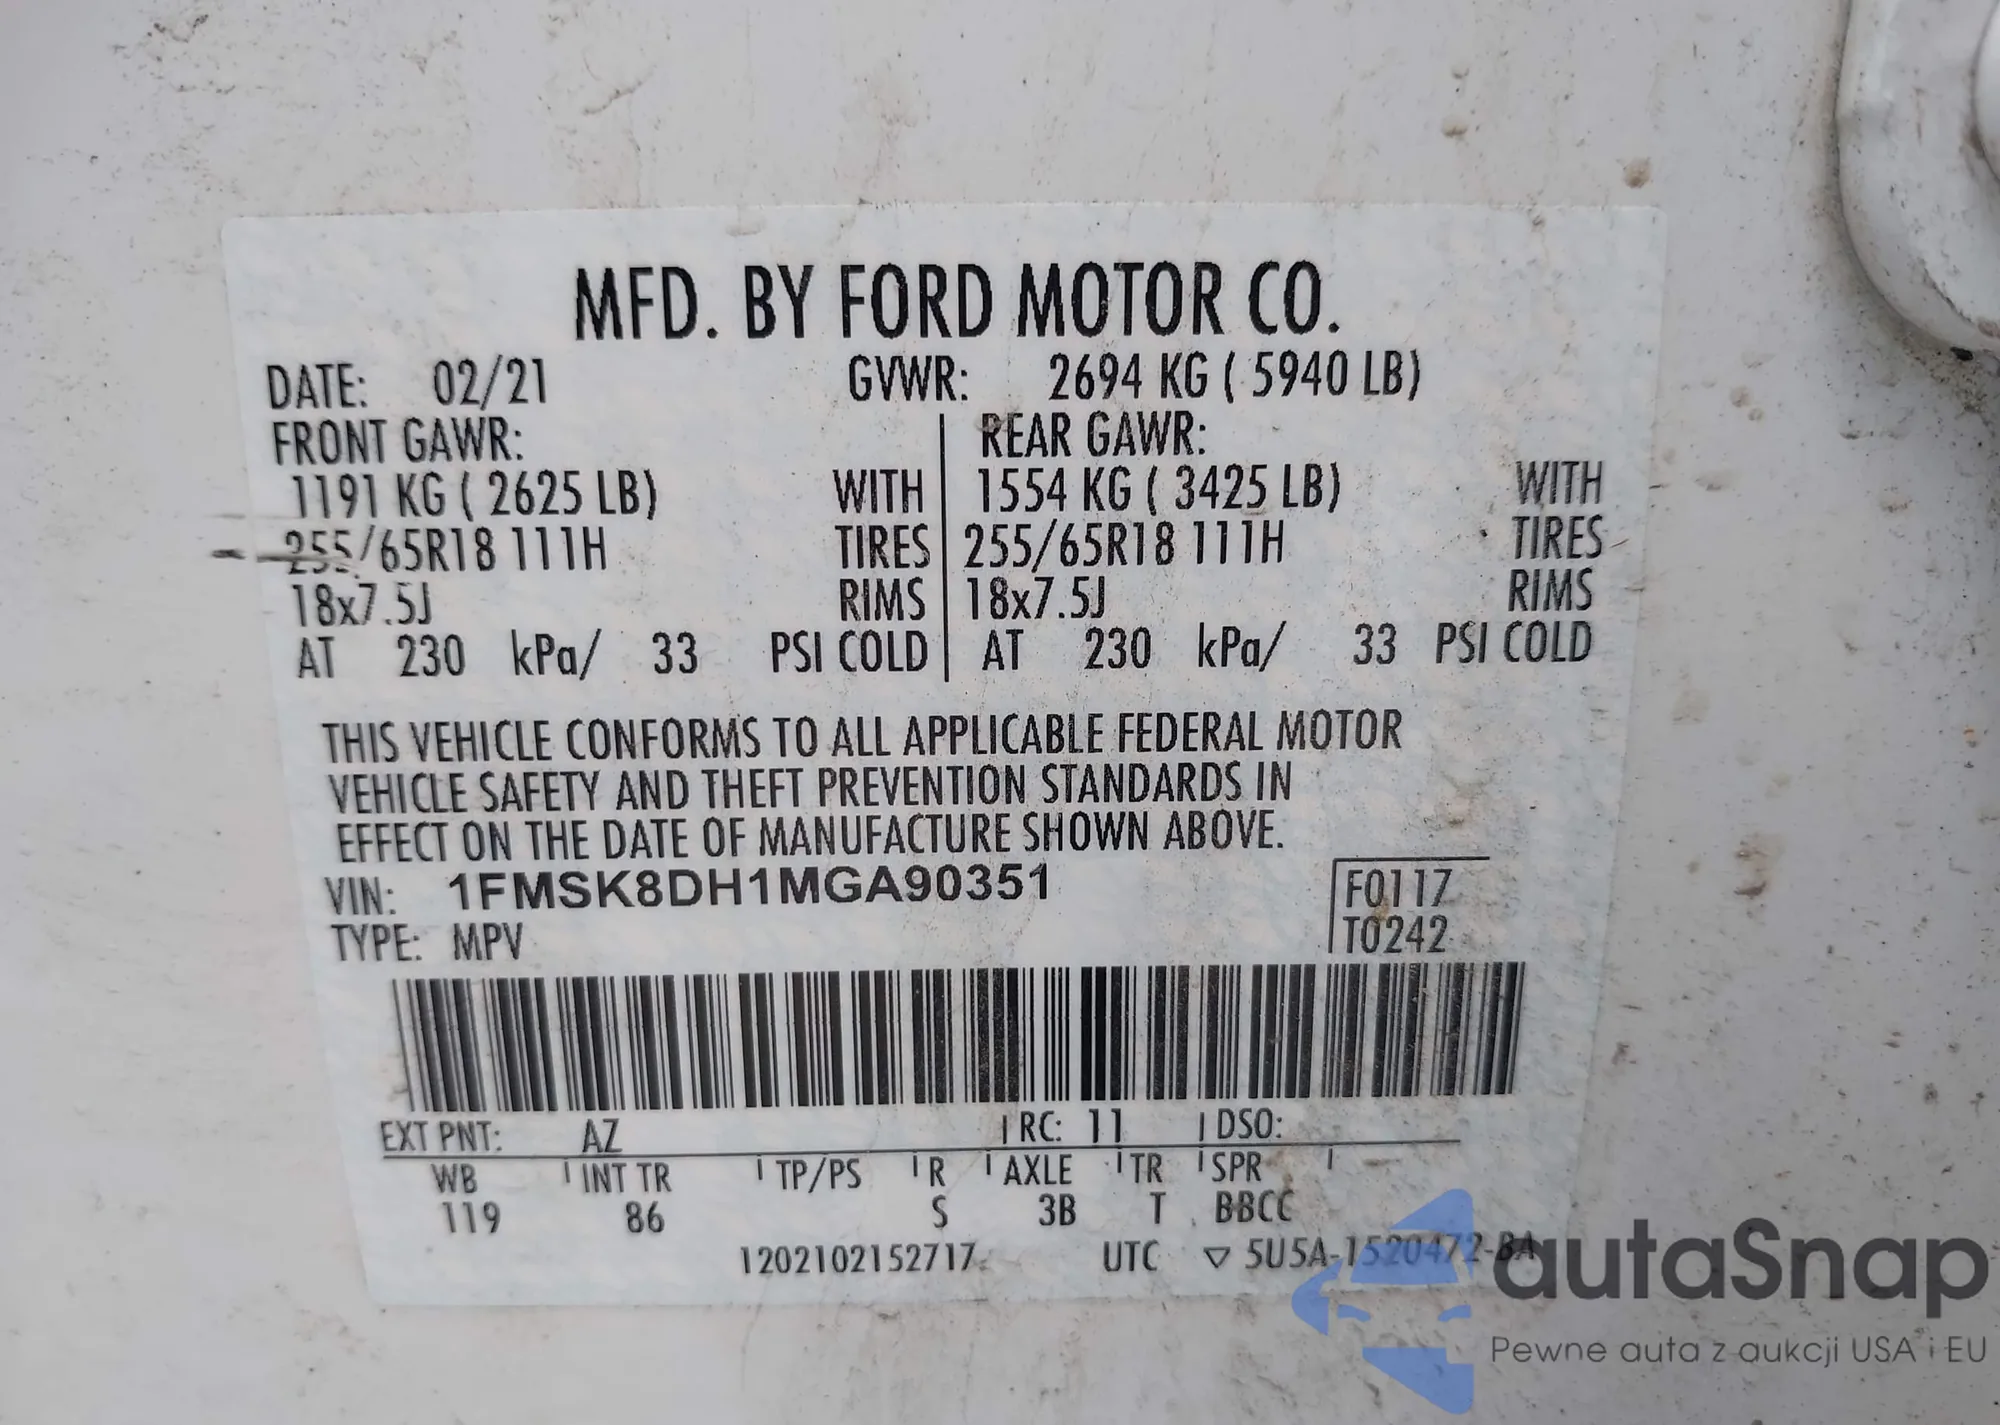 MFD. BY FORD MOTOR CO.
DATE: 02/21 GVWR: 2694 KG ( 5940 LB)
FRONT GAWR: REAR GAWR:
1191 KG ( 2625 LB) WITH 1554 KG ( 3425 LB) WITH
255/65R18 111H TIRES 255/65R18 111H TIRES
18x7.5J RIMS 18x7.5J RIMS
AT 230 kPa/ 33 PSI COLD AT 230 kPa/ 33 PSI COLD
THIS VEHICLE CONFORMS TO ALL APPLICABLE FEDERAL MOTOR
VEHICLE SAFETY AND THEFT PREVENTION STANDARDS IN
EFFECT ON THE DATE OF MANUFACTURE SHOWN ABOVE.
VIN: 1FMSK8DH1MGA90351 F0117
TYPE: MPV T0242
EXT PNT: AZ RC: 11 DSO:
WB INT TR TP/PS R AXLE TR SPR
119 86 S 3B T BBCC
1202102152717 UTC ▽ 5U5A-1520472-BA
autaSnap
Pewne auta z aukcji USA i EU